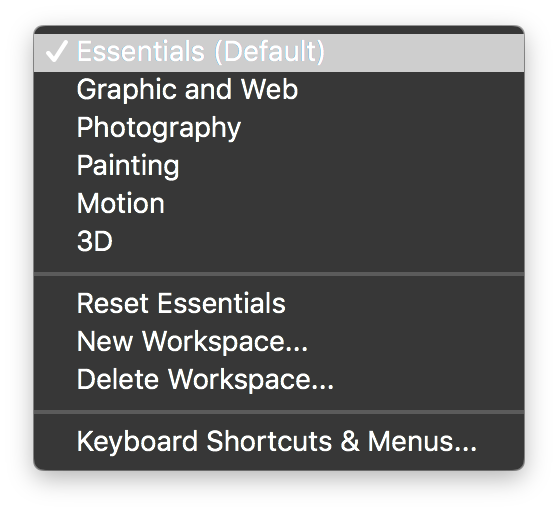 Essentials (Default)
Graphic and Web
Photography
Painting
Motion
3D
Reset Essentials
New Workspace...
Delete Workspace...
Keyboard Shortcuts & Menus...